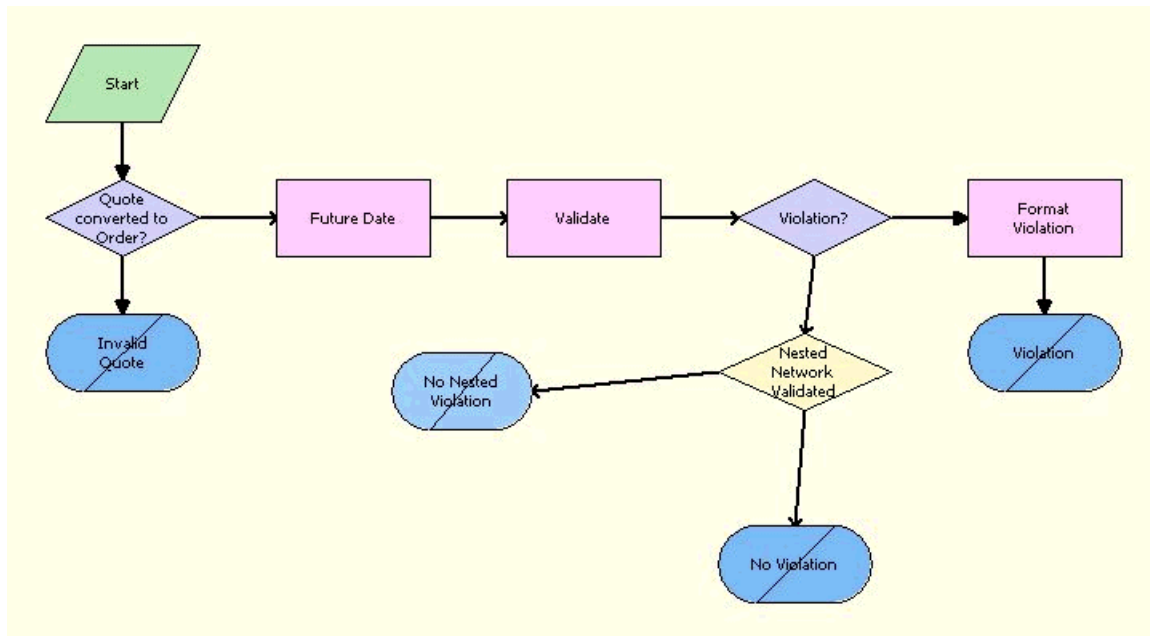 Start
Quote
converted to
Order?
Future Date
Validate
Violation?
Format
Violation
Invalid
Quote
No Nested
Violation
Nested
Network
Validated
Violation
No Violation